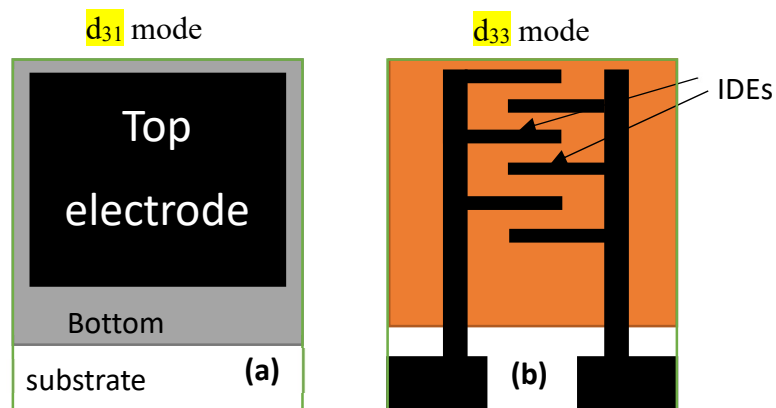 d₃₁ mode
Top
electrode
Bottom
substrate
(a)
d₃₃ mode
IDEs
(b)